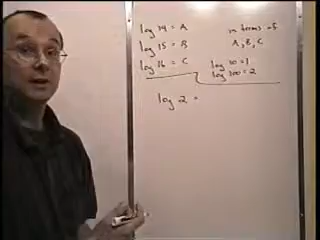 log 14 = A
log 15 = B
log 16 = C
in terms of
A, B, C
log 10 = 1
log 100 = 2
log 2 =